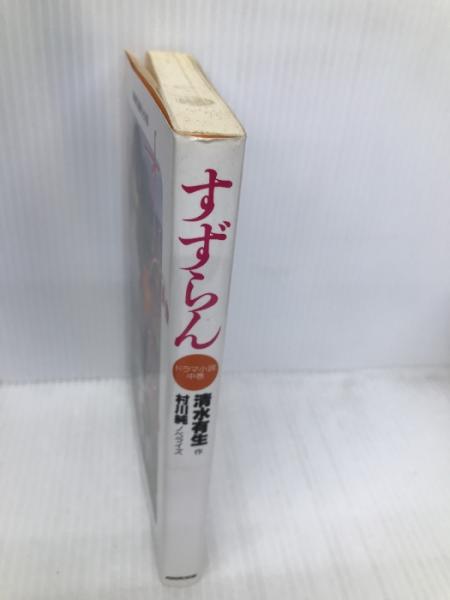 すずらん
ドラマ小説
中巻
清水有生 作
村川純 ノベライズ